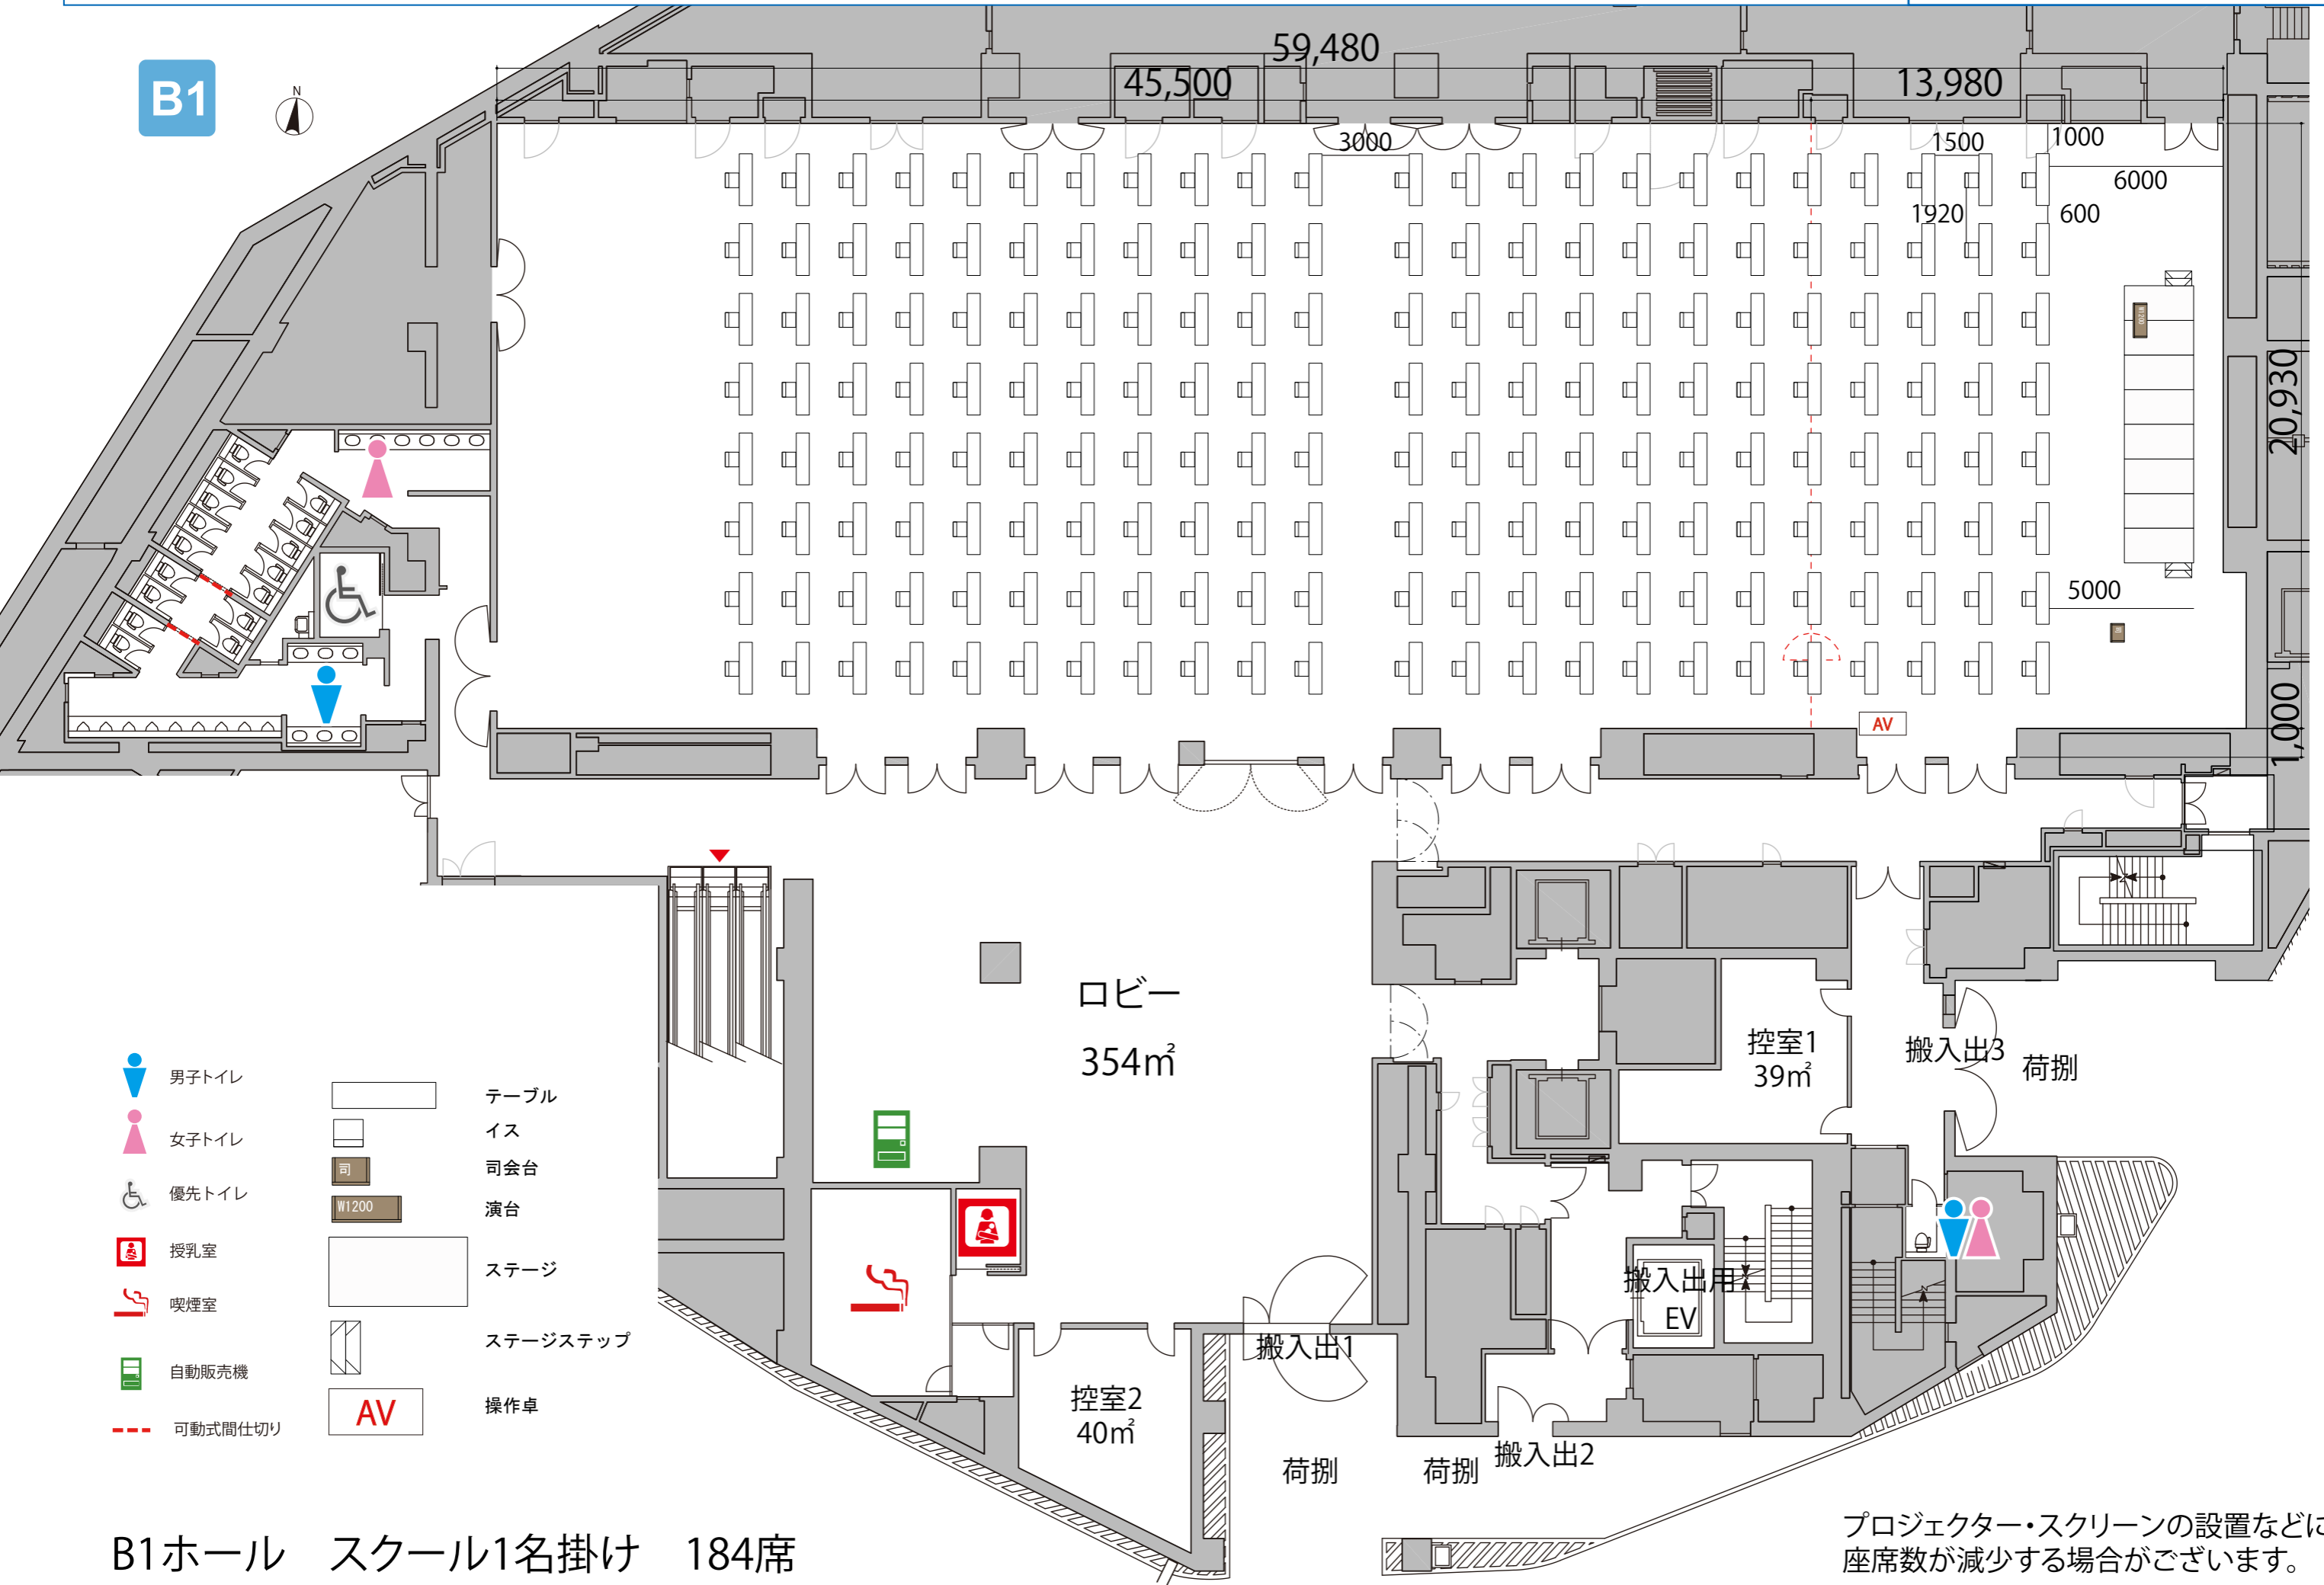 B1
N
59,480
45,500
13,980
3000
1500
1000
6000
1920
600
W1200
20,930
5000
1,000
AV
ロビー
354㎡
控室1
39㎡
搬入出3
荷捌
搬入出用
EV
搬入出1
控室2
40㎡
荷捌
荷捌
搬入出2
男子トイレ
女子トイレ
優先トイレ
授乳室
喫煙室
自動販売機
可動式間仕切り
テーブル
イス
司
司会台
W1200
演台
ステージ
ステージステップ
AV
操作卓
B1ホール スクール1名掛け 184席
プロジェクター・スクリーンの設置などに
座席数が減少する場合がございます。